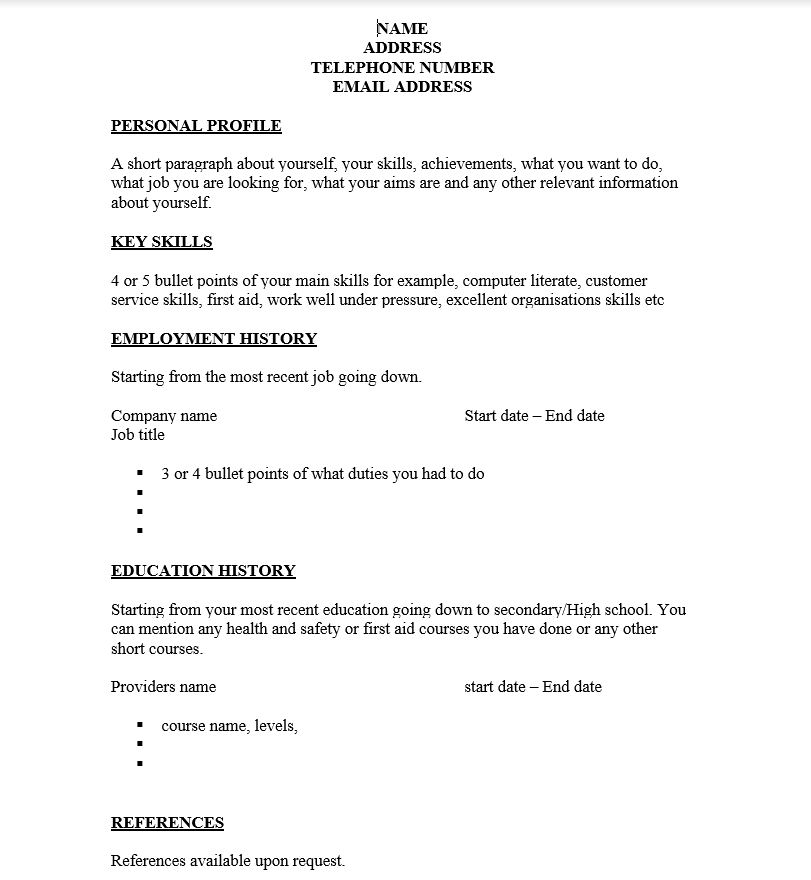 NAME
ADDRESS
TELEPHONE NUMBER
EMAIL ADDRESS
PERSONAL PROFILE
A short paragraph about yourself, your skills, achievements, what you want to do,
what job you are looking for, what your aims are and any other relevant information
about yourself.
KEY SKILLS
4 or 5 bullet points of your main skills for example, computer literate, customer
service skills, first aid, work well under pressure, excellent organisations skills etc
EMPLOYMENT HISTORY
Starting from the most recent job going down.
Company name Start date – End date
Job title
▪ 3 or 4 bullet points of what duties you had to do
▪
▪
▪
EDUCATION HISTORY
Starting from your most recent education going down to secondary/High school. You
can mention any health and safety or first aid courses you have done or any other
short courses.
Providers name start date – End date
▪ course name, levels,
▪
▪
REFERENCES
References available upon request.